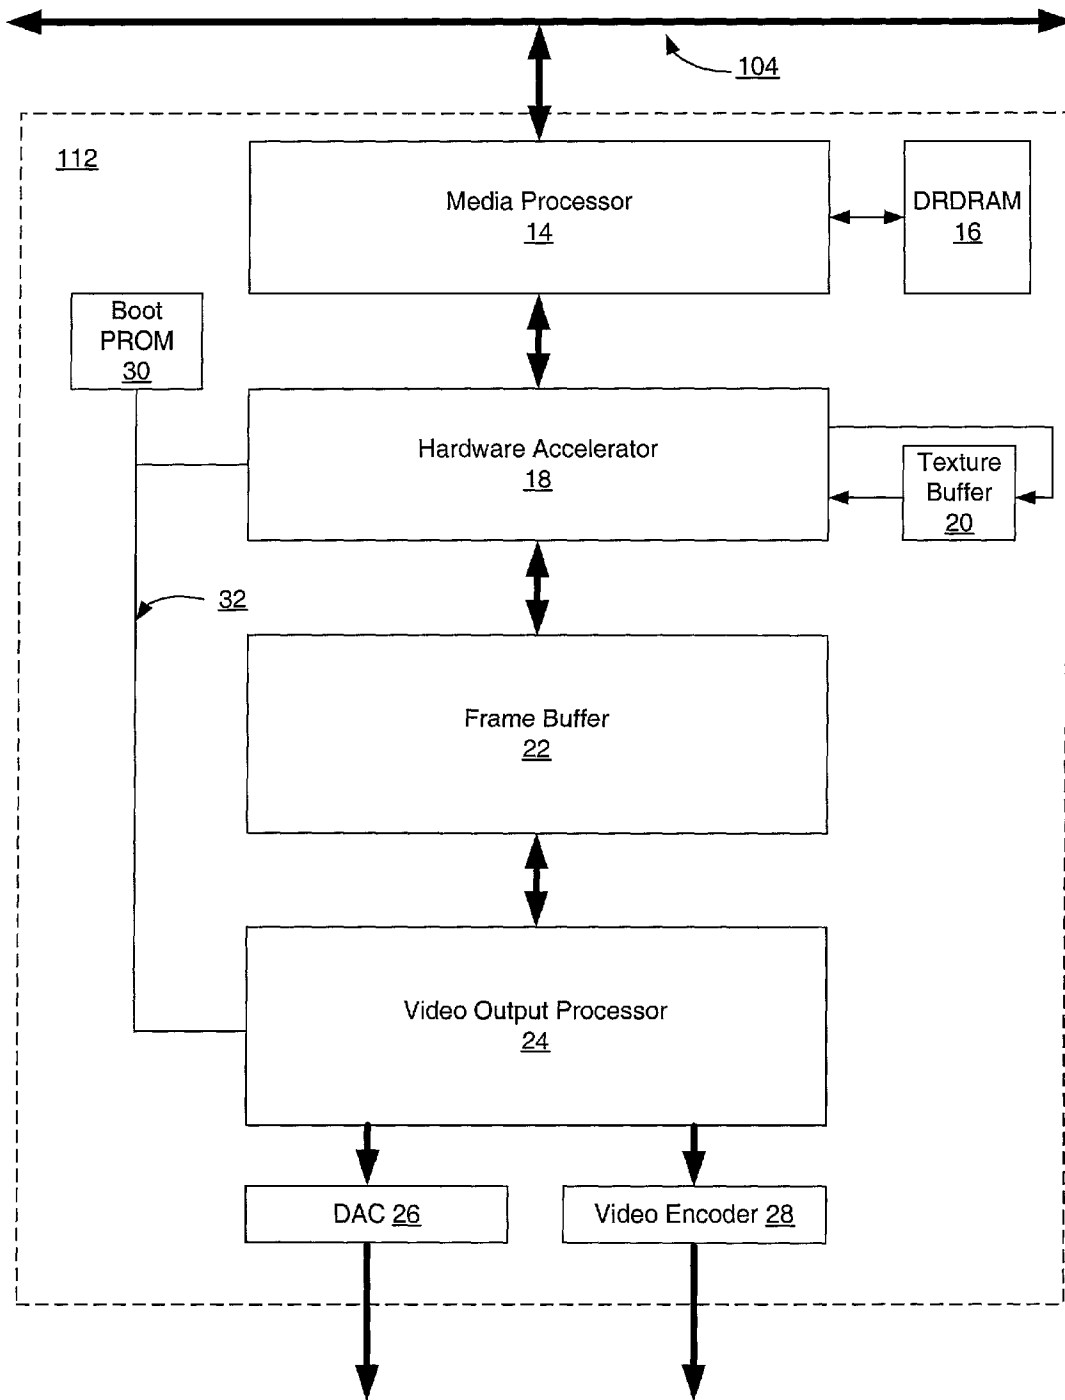 104
112
Media Processor
14
DRDRAM
16
Boot
PROM
30
Hardware Accelerator
18
Texture
Buffer
20
32
Frame Buffer
22
Video Output Processor
24
DAC 26
Video Encoder 28